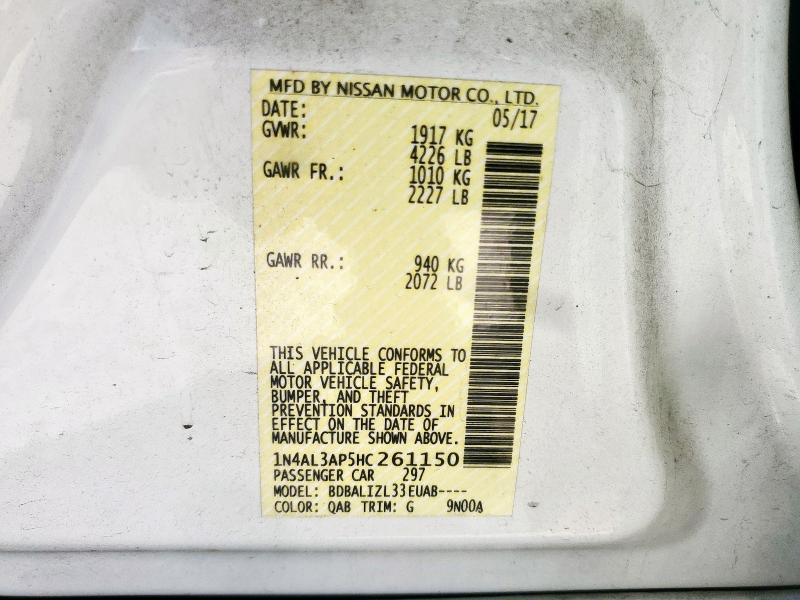 MFD BY NISSAN MOTOR CO., LTD.
DATE: 05/17
GVWR: 1917 KG
4226 LB
GAWR FR.: 1010 KG
2227 LB
GAWR RR.: 940 KG
2072 LB
THIS VEHICLE CONFORMS TO
ALL APPLICABLE FEDERAL
MOTOR VEHICLE SAFETY,
BUMPER, AND THEFT
PREVENTION STANDARDS IN
EFFECT ON THE DATE OF
MANUFACTURE SHOWN ABOVE.
1N4AL3AP5HC261150
PASSENGER CAR 297
MODEL: BDBALIZL33EUAB----
COLOR: QAB TRIM: G 9N00A